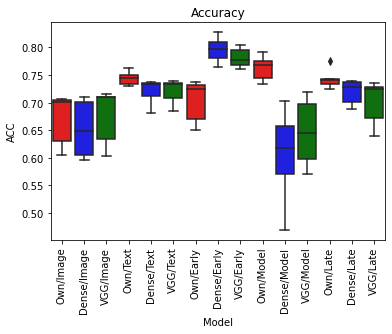 Accuracy
ACC
0.80
0.75
0.70
0.65
0.60
0.55
0.50
Own/Image
Dense/Image
VGG/Image
Own/Text
Dense/Text
VGG/Text
Own/Early
Dense/Early
VGG/Early
Own/Model
Dense/Model
VGG/Model
Own/Late
Dense/Late
VGG/Late
Model